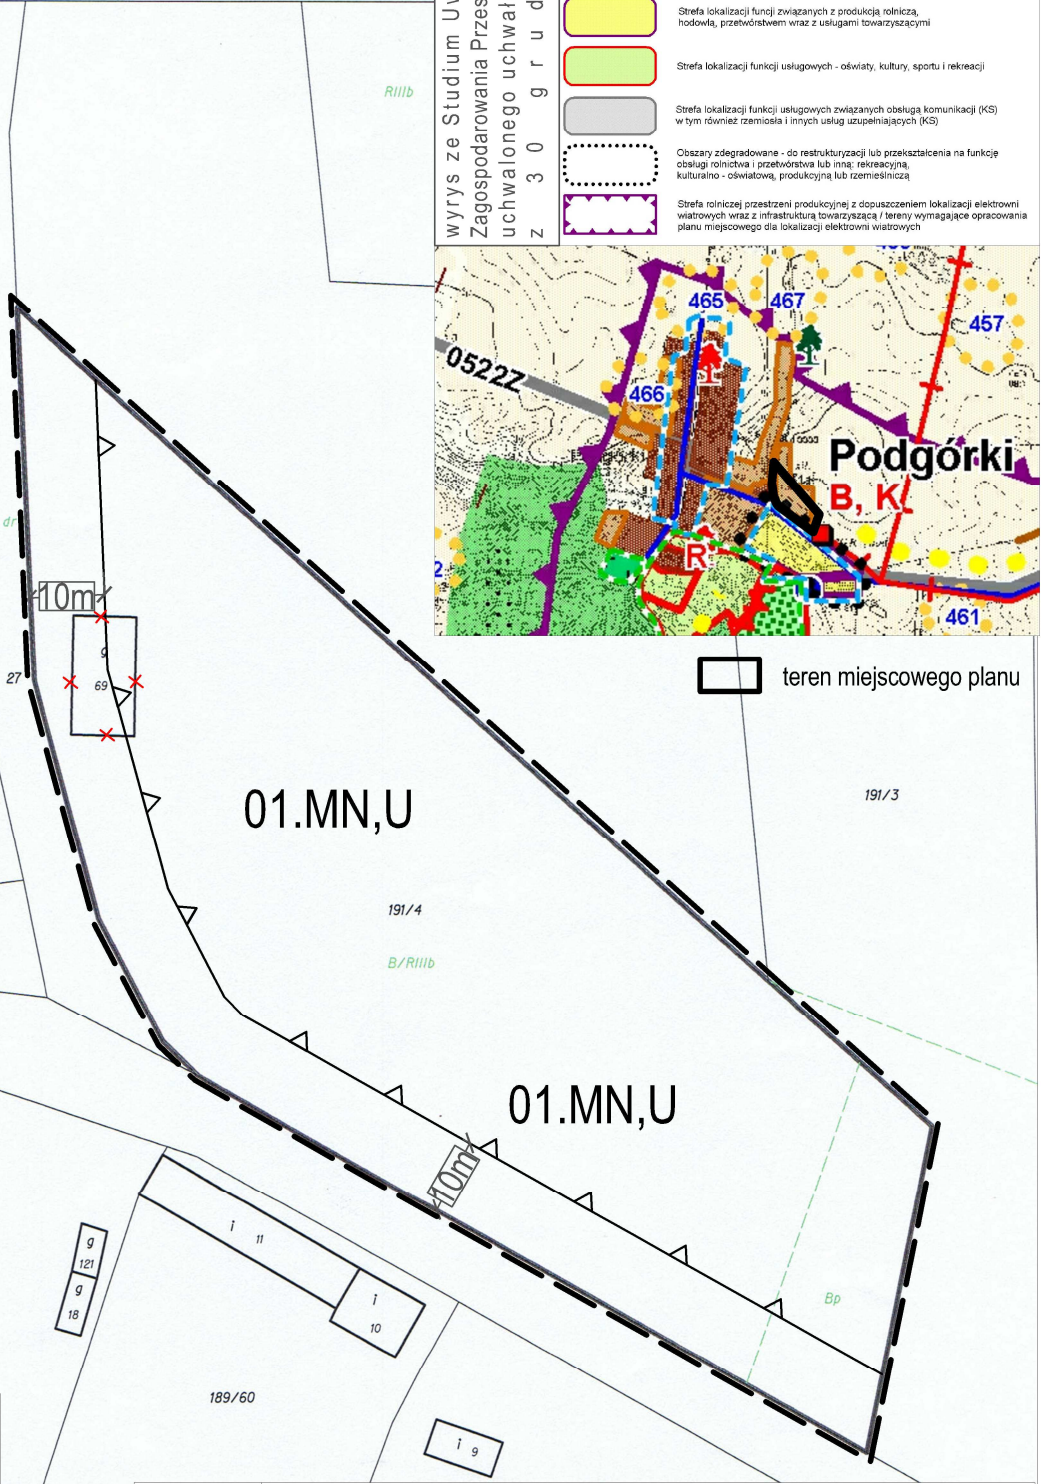 wyrys ze Studium
Zagospodarowania
uchwalonego
z 30 grud
Strefa lokalizacji funcji związanych z produkcją rolniczą,
hodowlą, przetwórstwem wraz z usługami towarzyszącymi
Strefa lokalizacji funkcji usługowych - oświaty, kultury, sportu i rekreacji
Strefa lokalizacji funkcji usługowych związanych obsługą komunikacji (KS)
w tym również rzemiosła i innych usług uzupełniających (KS)
Obszary zdegradowane - do restrukturyzacji lub przekształcenia na funkcję
obsługi rolnictwa i przetwórstwa lub inną: rekreacyjną,
kulturalno - oświatową, produkcyjną lub rzemieślniczą
Strefa rolniczej przestrzeni produkcyjnej z dopuszczeniem lokalizacji elektrowni
wiatrowych wraz z infrastrukturą towarzyszącą / tereny wymagające opracowania
planu miejscowego dla lokalizacji elektrowni wiatrowych
RIIIb
465
467
457
0522Z
466
Podgórki
B, K
R
461
teren miejscowego planu
dr
10m
g
69
27
191/3
01.MN,U
191/4
B/RIIIb
01.MN,U
10m
i 11
g
121
g
18
i
10
Bp
189/60
i 9